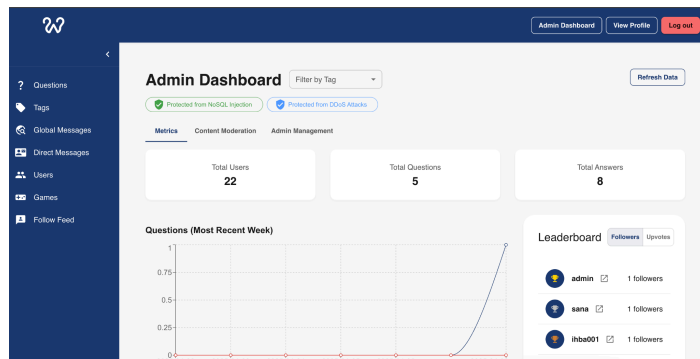 Admin Dashboard
View Profile
Log out
Questions
Tags
Global Messages
Direct Messages
Users
Games
Follow Feed
Admin Dashboard
Filter by Tag
Refresh Data
Protected from NoSQL Injection
Protected from DDoS Attacks
Metrics
Content Moderation
Admin Management
Total Users
22
Total Questions
5
Total Answers
8
Questions (Most Recent Week)
1
0.75
0.5
0.25
0
Leaderboard
Followers
Upvotes
admin
1 followers
sana
1 followers
ihba001
1 followers